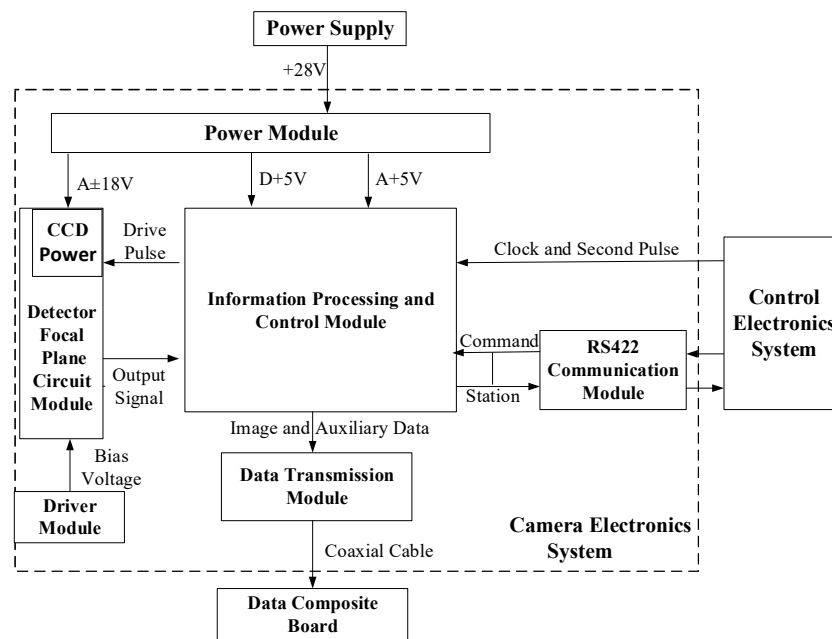 Power Supply
+28V
Power Module
A±18V
D+5V
A+5V
CCD
Power
Drive
Pulse
Clock and Second Pulse
Detector
Focal
Plane
Circuit
Module
Information Processing and
Control Module
Control
Electronics
System
Command
RS422
Communication
Module
Output
Signal
Station
Image and Auxiliary Data
Bias
Voltage
Data Transmission
Module
Driver
Module
Camera Electronics
System
Coaxial Cable
Data Composite
Board